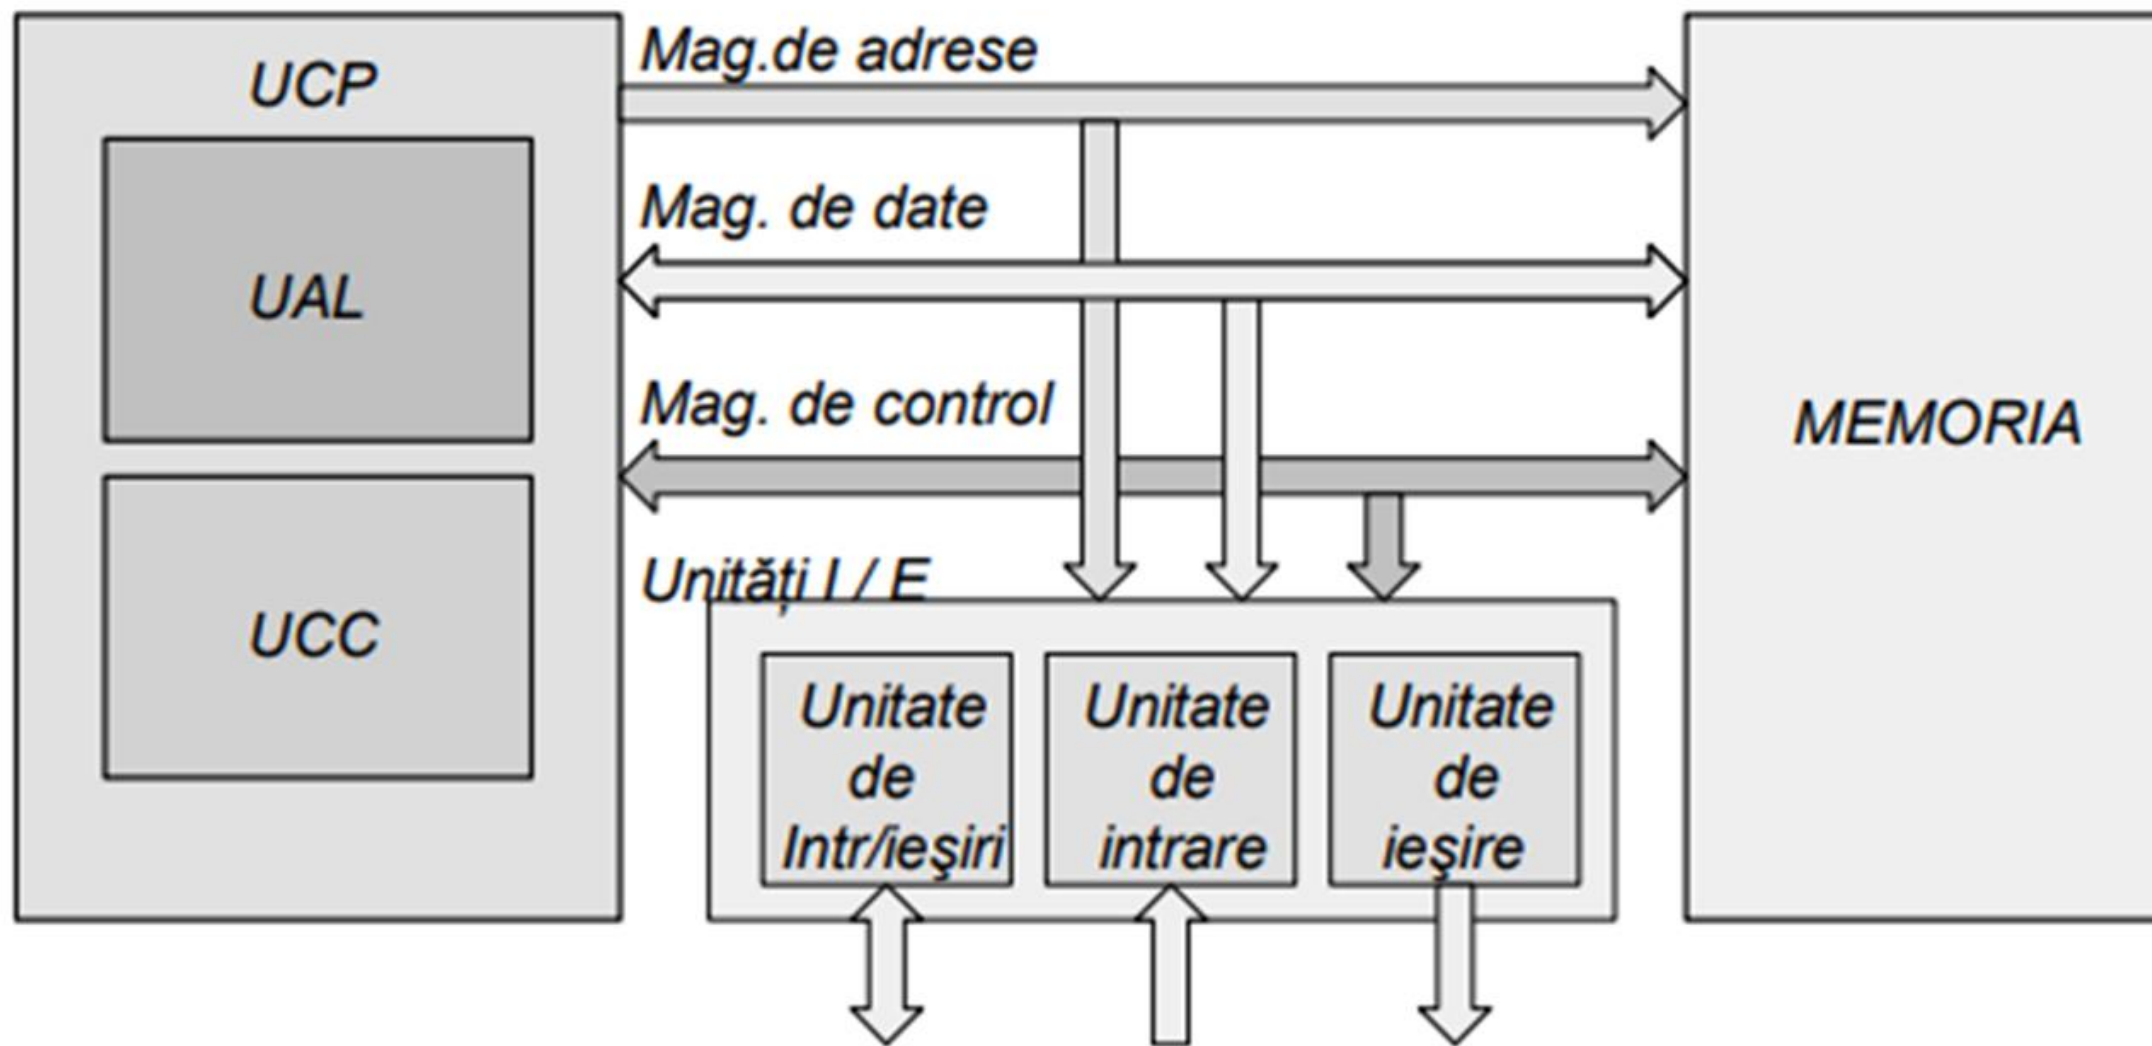 UCP
UAL
UCC
Mag.de adrese
Mag. de date
Mag. de control
Unități I / E
Unitate
de
Intr/ieşiri
Unitate
de
intrare
Unitate
de
ieşire
MEMORIA